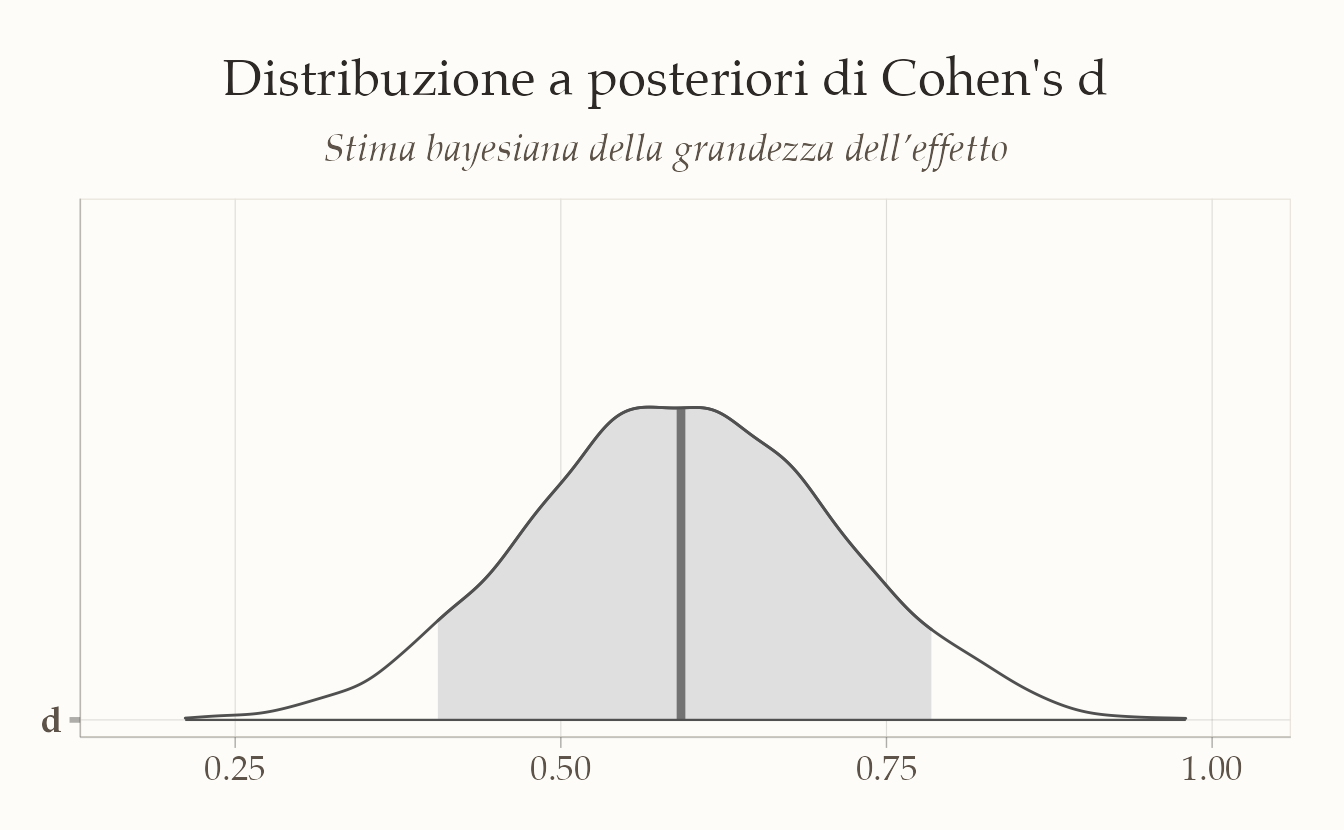 Distribuzione a posteriori di Cohen's d
Stima bayesiana della grandezza dell’effetto
d
0.25 0.50 0.75 1.00